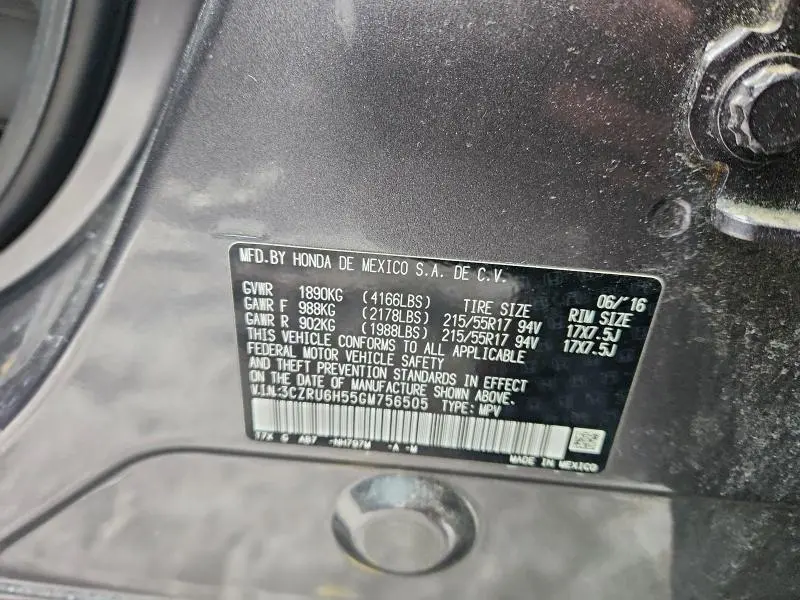 MFD.BY HONDA DE MEXICO S.A. DE C.V.
06/'16
GVWR 1890KG (4166LBS) TIRE SIZE RIM SIZE
GAWR F 988KG (2178LBS) 215/55R17 94V 17X7.5J
GAWR R 902KG (1988LBS) 215/55R17 94V 17X7.5J
THIS VEHICLE CONFORMS TO ALL APPLICABLE
FEDERAL MOTOR VEHICLE SAFETY
AND THEFT PREVENTION STANDARDS IN EFFECT
ON THE DATE OF MANUFACTURE SHOWN ABOVE.
V.I.N.:3CZRU6H55GM756505 TYPE: MPV
T7X G AB7 -NH797M -A -M
MADE IN MEXICO